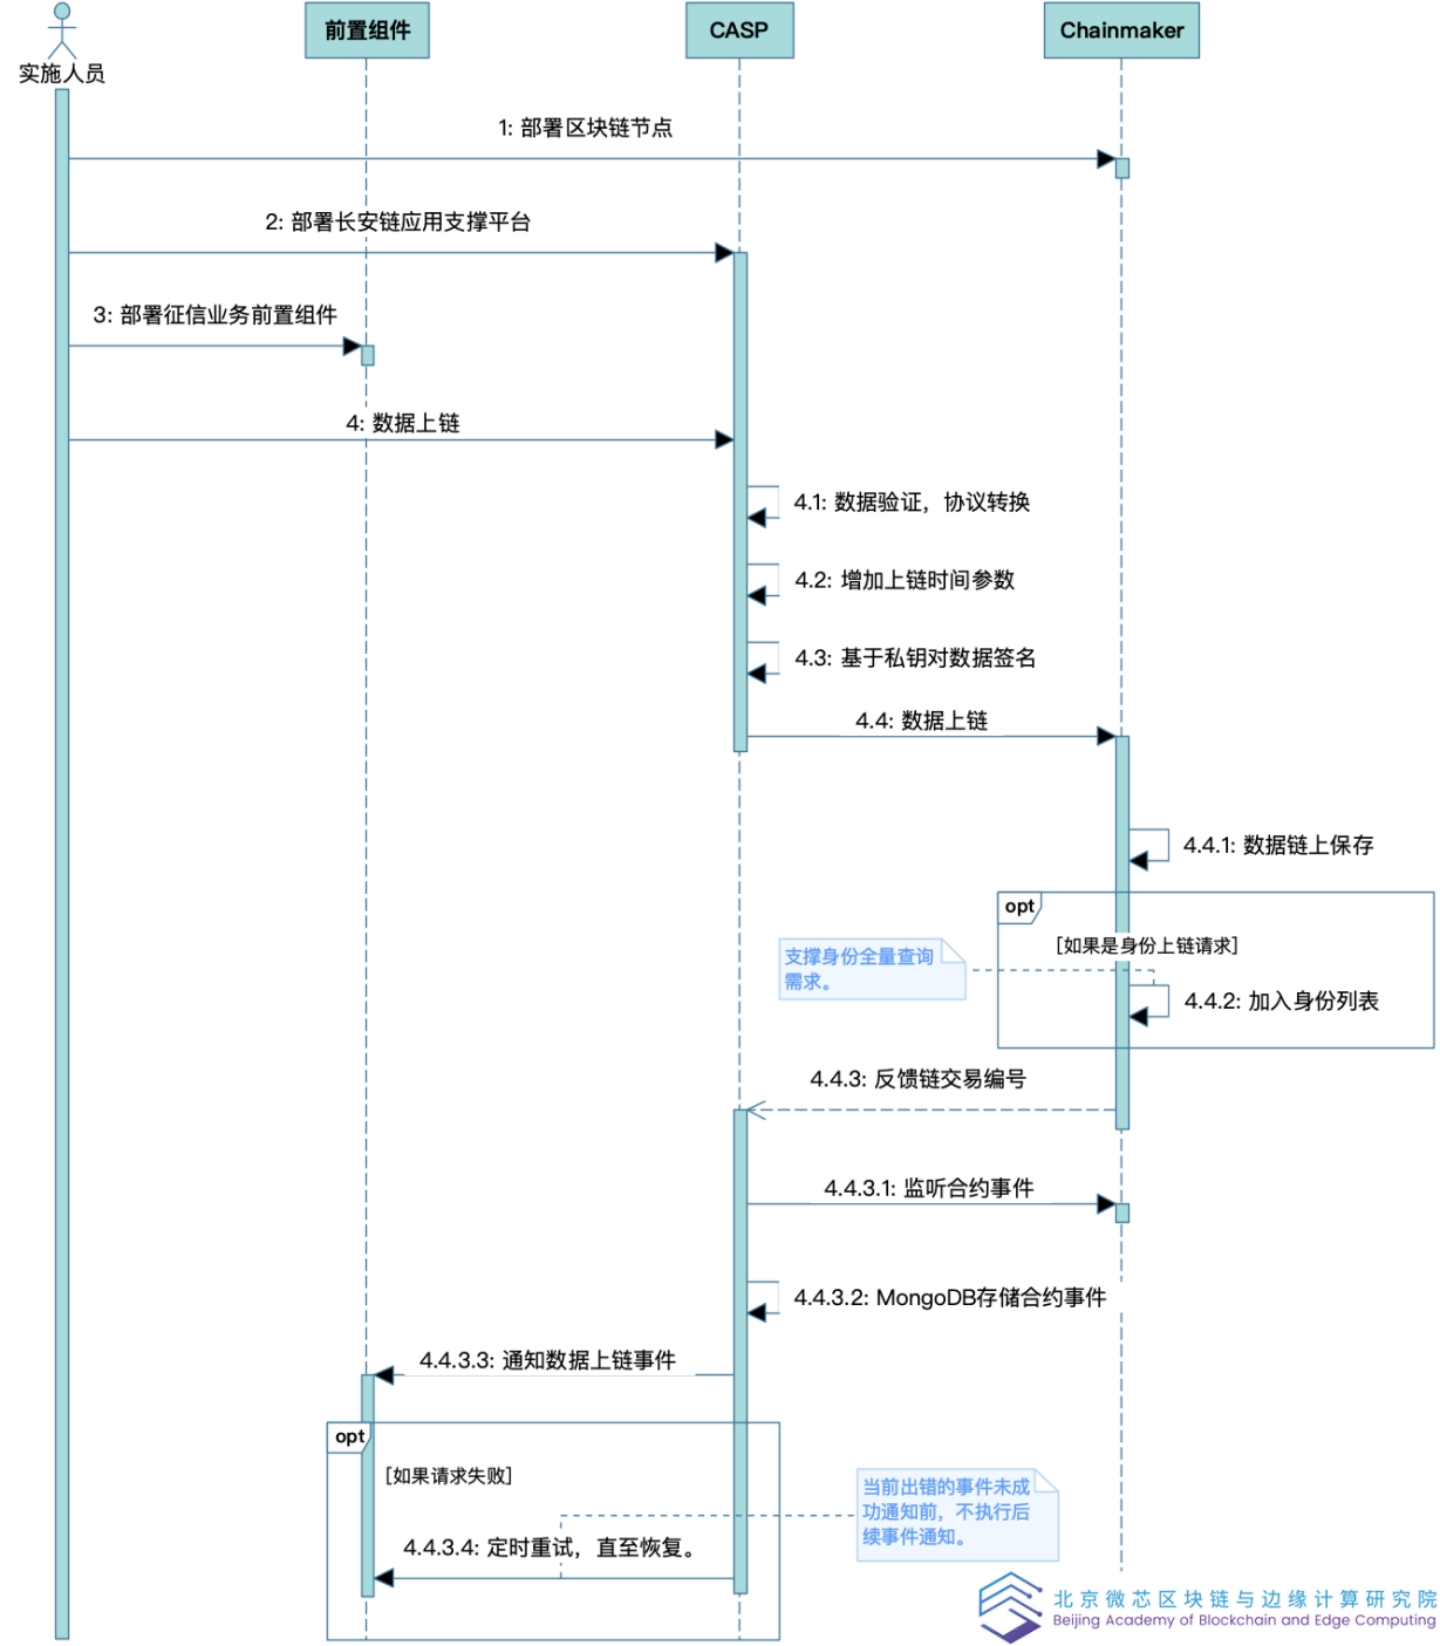 实施人员
前置组件
CASP
Chainmaker
1: 部署区块链节点
2: 部署长安链应用支撑平台
3: 部署征信业务前置组件
4: 数据上链
4.1: 数据验证，协议转换
4.2: 增加上链时间参数
4.3: 基于私钥对数据签名
4.4: 数据上链
4.4.1: 数据链上保存
opt
[如果是身份上链请求]
支撑身份全量查询
需求。
4.4.2: 加入身份列表
4.4.3: 反馈链交易编号
4.4.3.1: 监听合约事件
4.4.3.2: MongoDB存储合约事件
4.4.3.3: 通知数据上链事件
opt
[如果请求失败]
当前出错的事件未成
功通知前，不执行后
续事件通知。
4.4.3.4: 定时重试，直至恢复。
北京微芯区块链与边缘计算研究院
Beijing Academy of Blockchain and Edge Computing